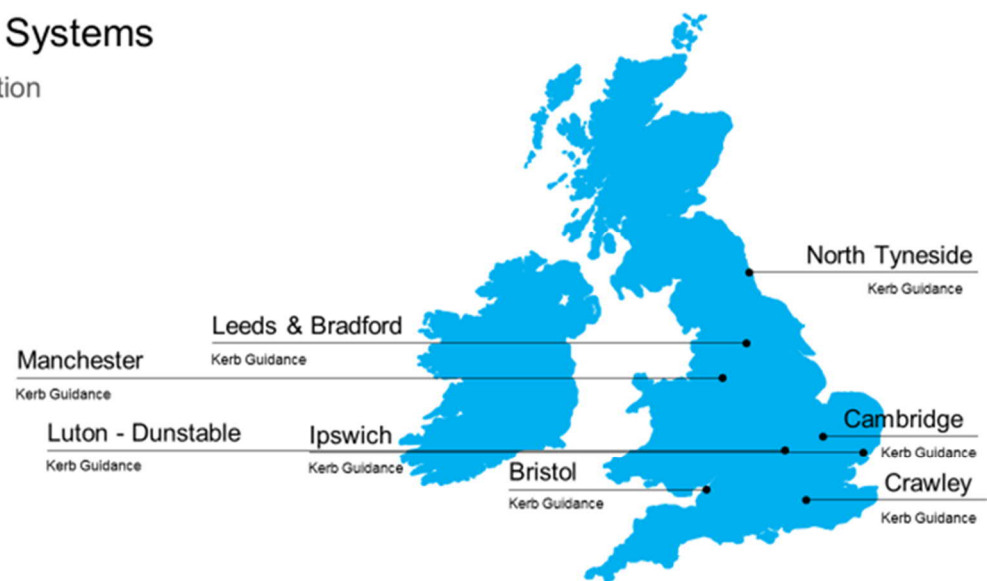 Systems
tion
North Tyneside
Kerb Guidance
Leeds & Bradford
Kerb Guidance
Manchester
Kerb Guidance
Luton - Dunstable
Kerb Guidance
Ipswich
Kerb Guidance
Cambridge
Kerb Guidance
Bristol
Kerb Guidance
Crawley
Kerb Guidance